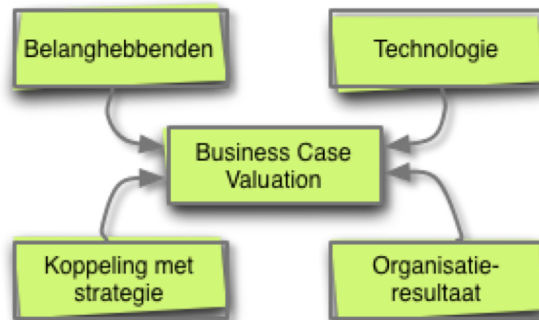 Belanghebbenden
Technologie
Business Case
Valuation
Koppeling met
strategie
Organisatie-
resultaat